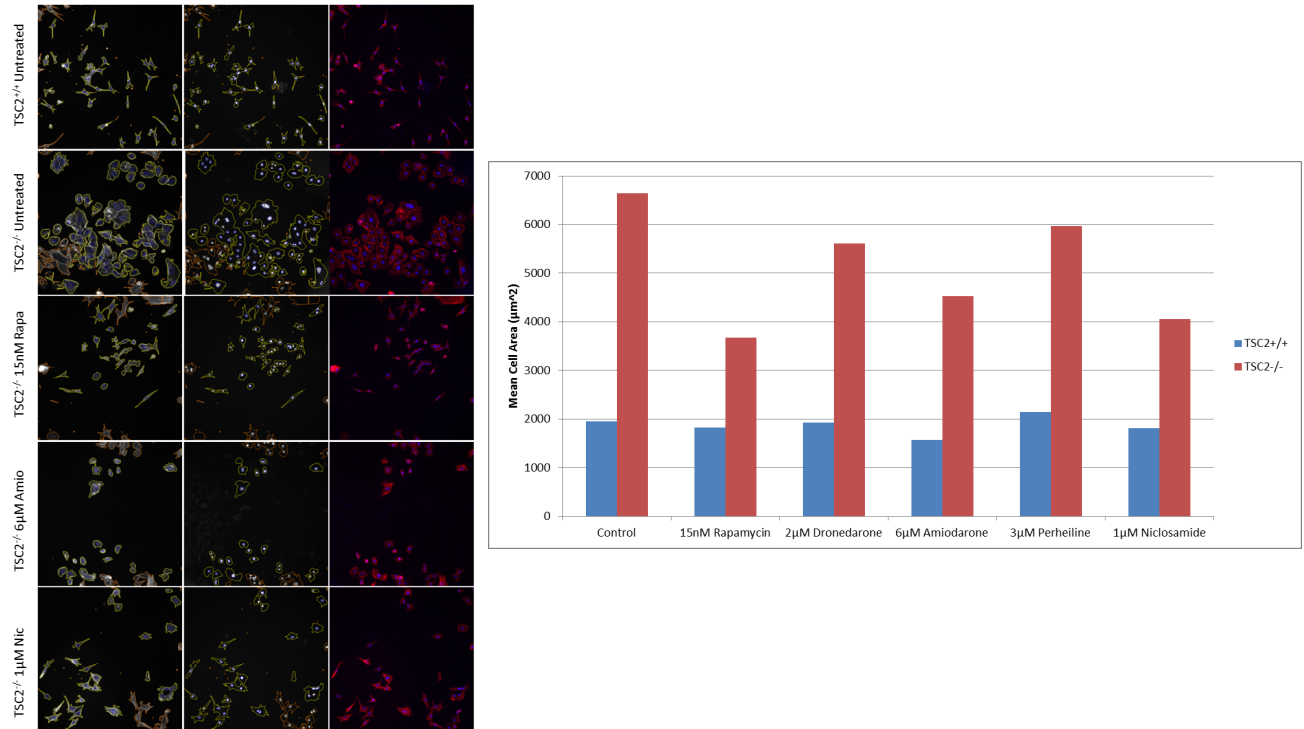 TSC2+/+ Untreated
TSC2-/- Untreated
TSC2-/- 15nM Rapa
TSC2-/- 6µM Amio
TSC2-/- 1µM Nic
7000
6000
5000
4000
3000
2000
1000
0
Mean Cell Area (µm^2)
Control 15nM Rapamycin 2µM Dronedarone 6µM Amiodarone 3µM Perheiline 1µM Niclosamide
TSC2+/+
TSC2-/-